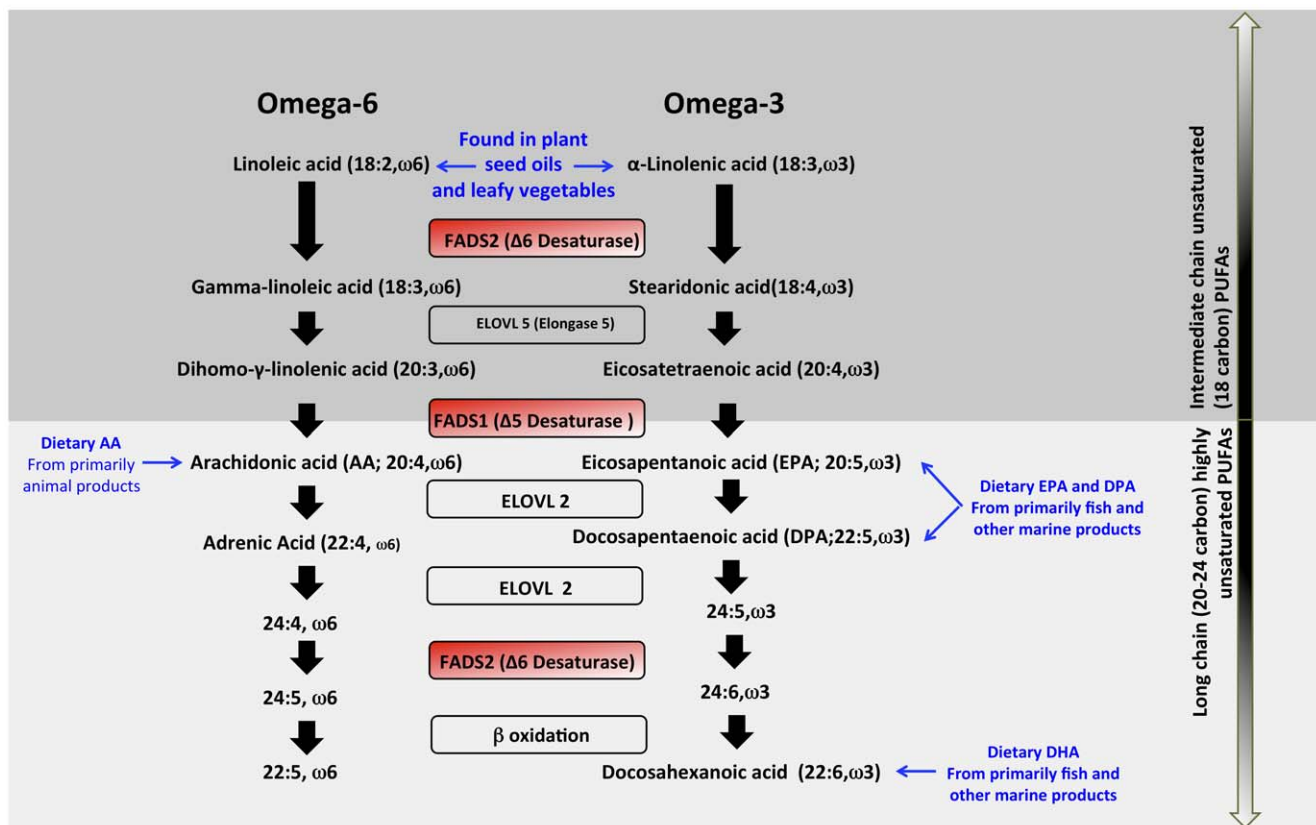 Omega-6
Omega-3
Found in plant
seed oils
and leafy vegetables
Linoleic acid (18:2,ω6)
α-Linolenic acid (18:3,ω3)
FADS2 (Δ6 Desaturase)
Gamma-linoleic acid (18:3,ω6)
Stearidonic acid(18:4,ω3)
ELOVL 5 (Elongase 5)
Dihomo-γ-linolenic acid (20:3,ω6)
Eicosatetraenoic acid (20:4,ω3)
FADS1 (Δ5 Desaturase )
Dietary AA
From primarily
animal products
Arachidonic acid (AA; 20:4,ω6)
Eicosapentanoic acid (EPA; 20:5,ω3)
ELOVL 2
Dietary EPA and DPA
From primarily fish and
other marine products
Adrenic Acid (22:4, ω6)
Docosapentaenoic acid (DPA;22:5,ω3)
ELOVL  2
24:4, ω6
24:5,ω3
FADS2 (Δ6 Desaturase)
24:5, ω6
24:6,ω3
β oxidation
22:5, ω6
Docosahexanoic acid  (22:6,ω3)
Dietary DHA
From primarily fish and
other marine products
Intermediate chain unsaturated
(18 carbon) PUFAs
Long chain (20-24 carbon) highly
unsaturated PUFAs